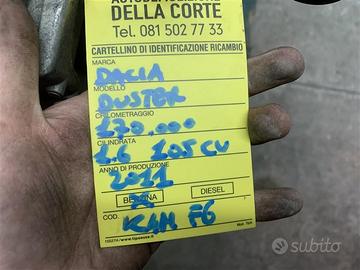 AUTODEMOLIZIONE
DELLA CORTE
Tel. 081 502 77 33
CARTELLINO DI IDENTIFICAZIONE RICAMBIO
MARCA
DACIA
MODELLO
DUSTER
CHILOMETRAGGIO
170,000
CILINDRATA
1.6 105 CV
ANNO DI PRODUZIONE
2011
BENZINA DIESEL
COD. K4M F6
subito